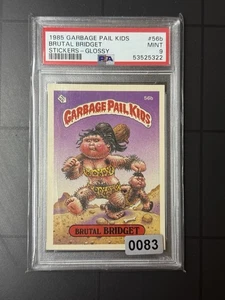 1985 GARBAGE PAIL KIDS #56b
BRUTAL BRIDGET MINT
STICKERS-GLOSSY 9
PSA 53525322
56b
GARBAGE PAIL KIDS
BRUTAL BRIDGET
0083